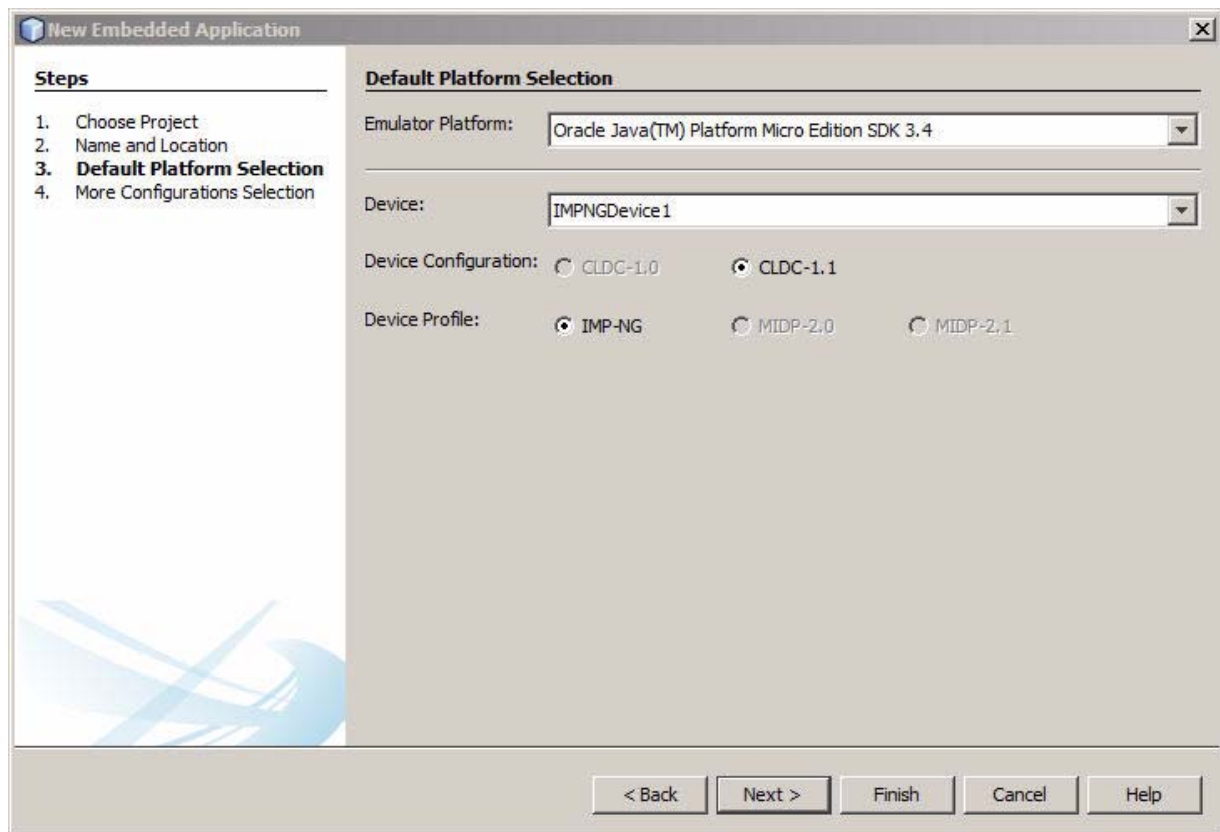 New Embedded Application
Steps
1. Choose Project
2. Name and Location
3. Default Platform Selection
4. More Configurations Selection
Default Platform Selection
Emulator Platform: Oracle Java(TM) Platform Micro Edition SDK 3.4
Device: IMPNGDevice1
Device Configuration: CLDC-1.0 CLDC-1.1
Device Profile: IMP-NG MIDP-2.0 MIDP-2.1
< Back Next > Finish Cancel Help